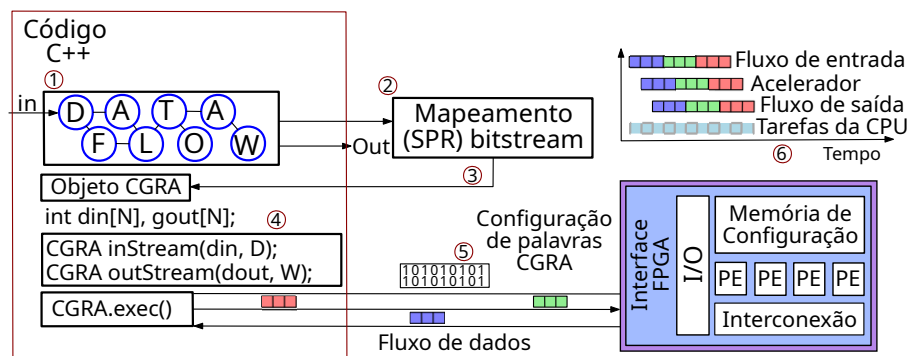 Código
C++
1
in
D A T A
F L O W
Out
2
Mapeamento
(SPR) bitstream
3
Objeto CGRA
int din[N], gout[N];
4
CGRA inStream(din, D);
CGRA outStream(dout, W);
CGRA.exec()
5
101010101
101010101
Configuração
de palavras
CGRA
Fluxo de dados
Fluxo de entrada
Acelerador
Fluxo de saída
Tarefas da CPU
6
Tempo
Interface
FPGA
I/O
Memória de
Configuração
PE PE PE PE
Interconexão